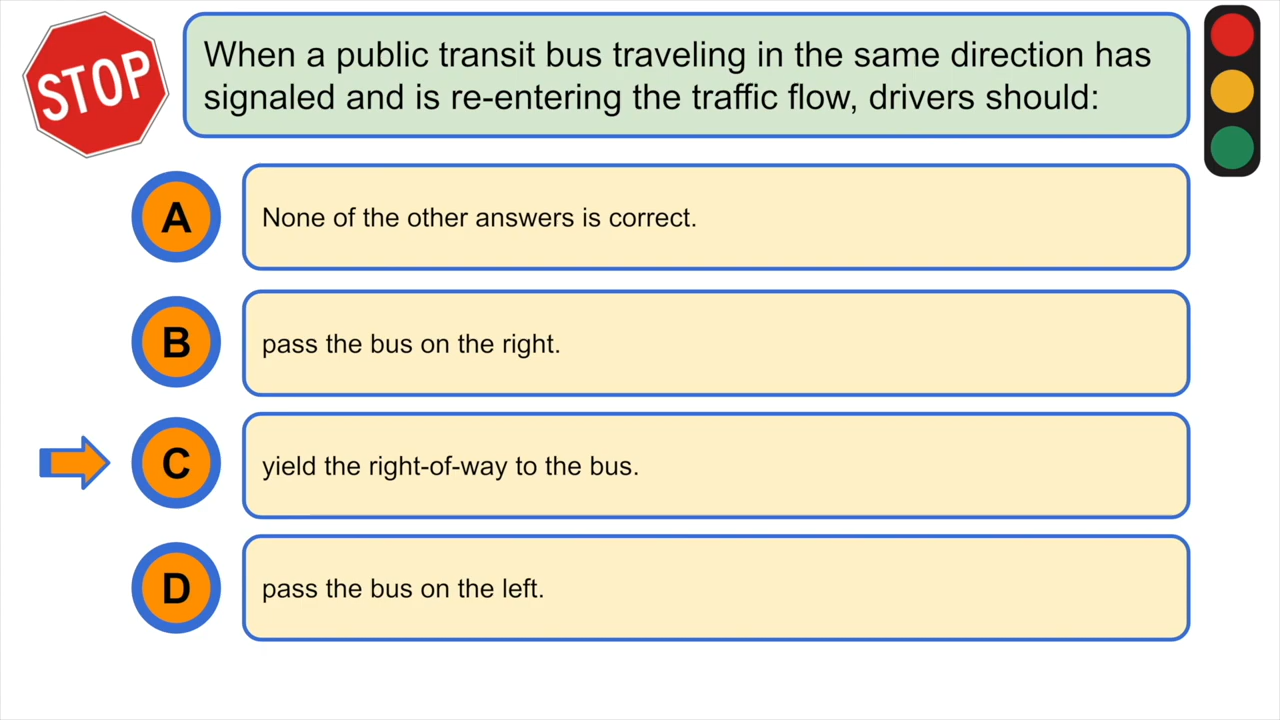 STOP
When a public transit bus traveling in the same direction has
signaled and is re-entering the traffic flow, drivers should:
A
None of the other answers is correct.
B
pass the bus on the right.
C
yield the right-of-way to the bus.
D
pass the bus on the left.